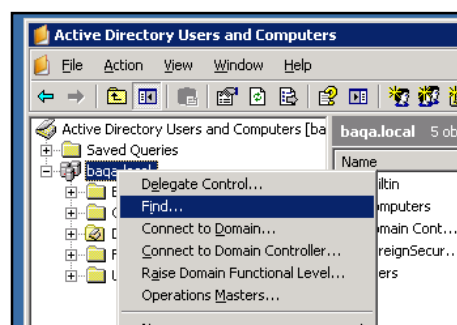 Active Directory Users and Computers
File Action View Window Help
Active Directory Users and Computers [ba
baqa.local 5 ob
Saved Queries
Name
baqa.local
Delegate Control...
iltin
Find...
mputers
Connect to Domain...
main Cont...
Connect to Domain Controller...
reignSecur...
Raise Domain Functional Level...
ers
Operations Masters...